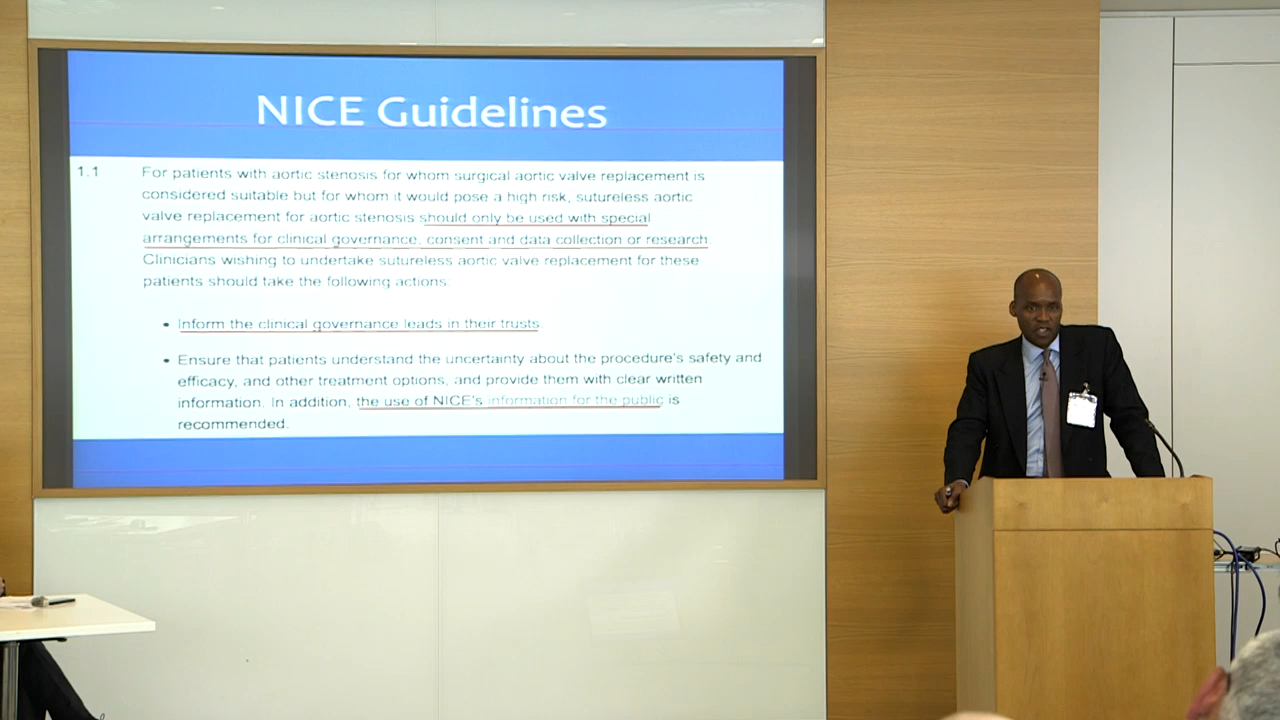 NICE Guidelines
1.1 For patients with aortic stenosis for whom surgical aortic valve replacement is
considered suitable but for whom it would pose a high risk, sutureless aortic
valve replacement for aortic stenosis should only be used with special
arrangements for clinical governance, consent and data collection or research
Clinicians wishing to undertake sutureless aortic valve replacement for these
patients should take the following actions:
• Inform the clinical governance leads in their trusts.
• Ensure that patients understand the uncertainty about the procedure's safety and
efficacy, and other treatment options, and provide them with clear written
information. In addition, the use of NICE's information for the public is
recommended.